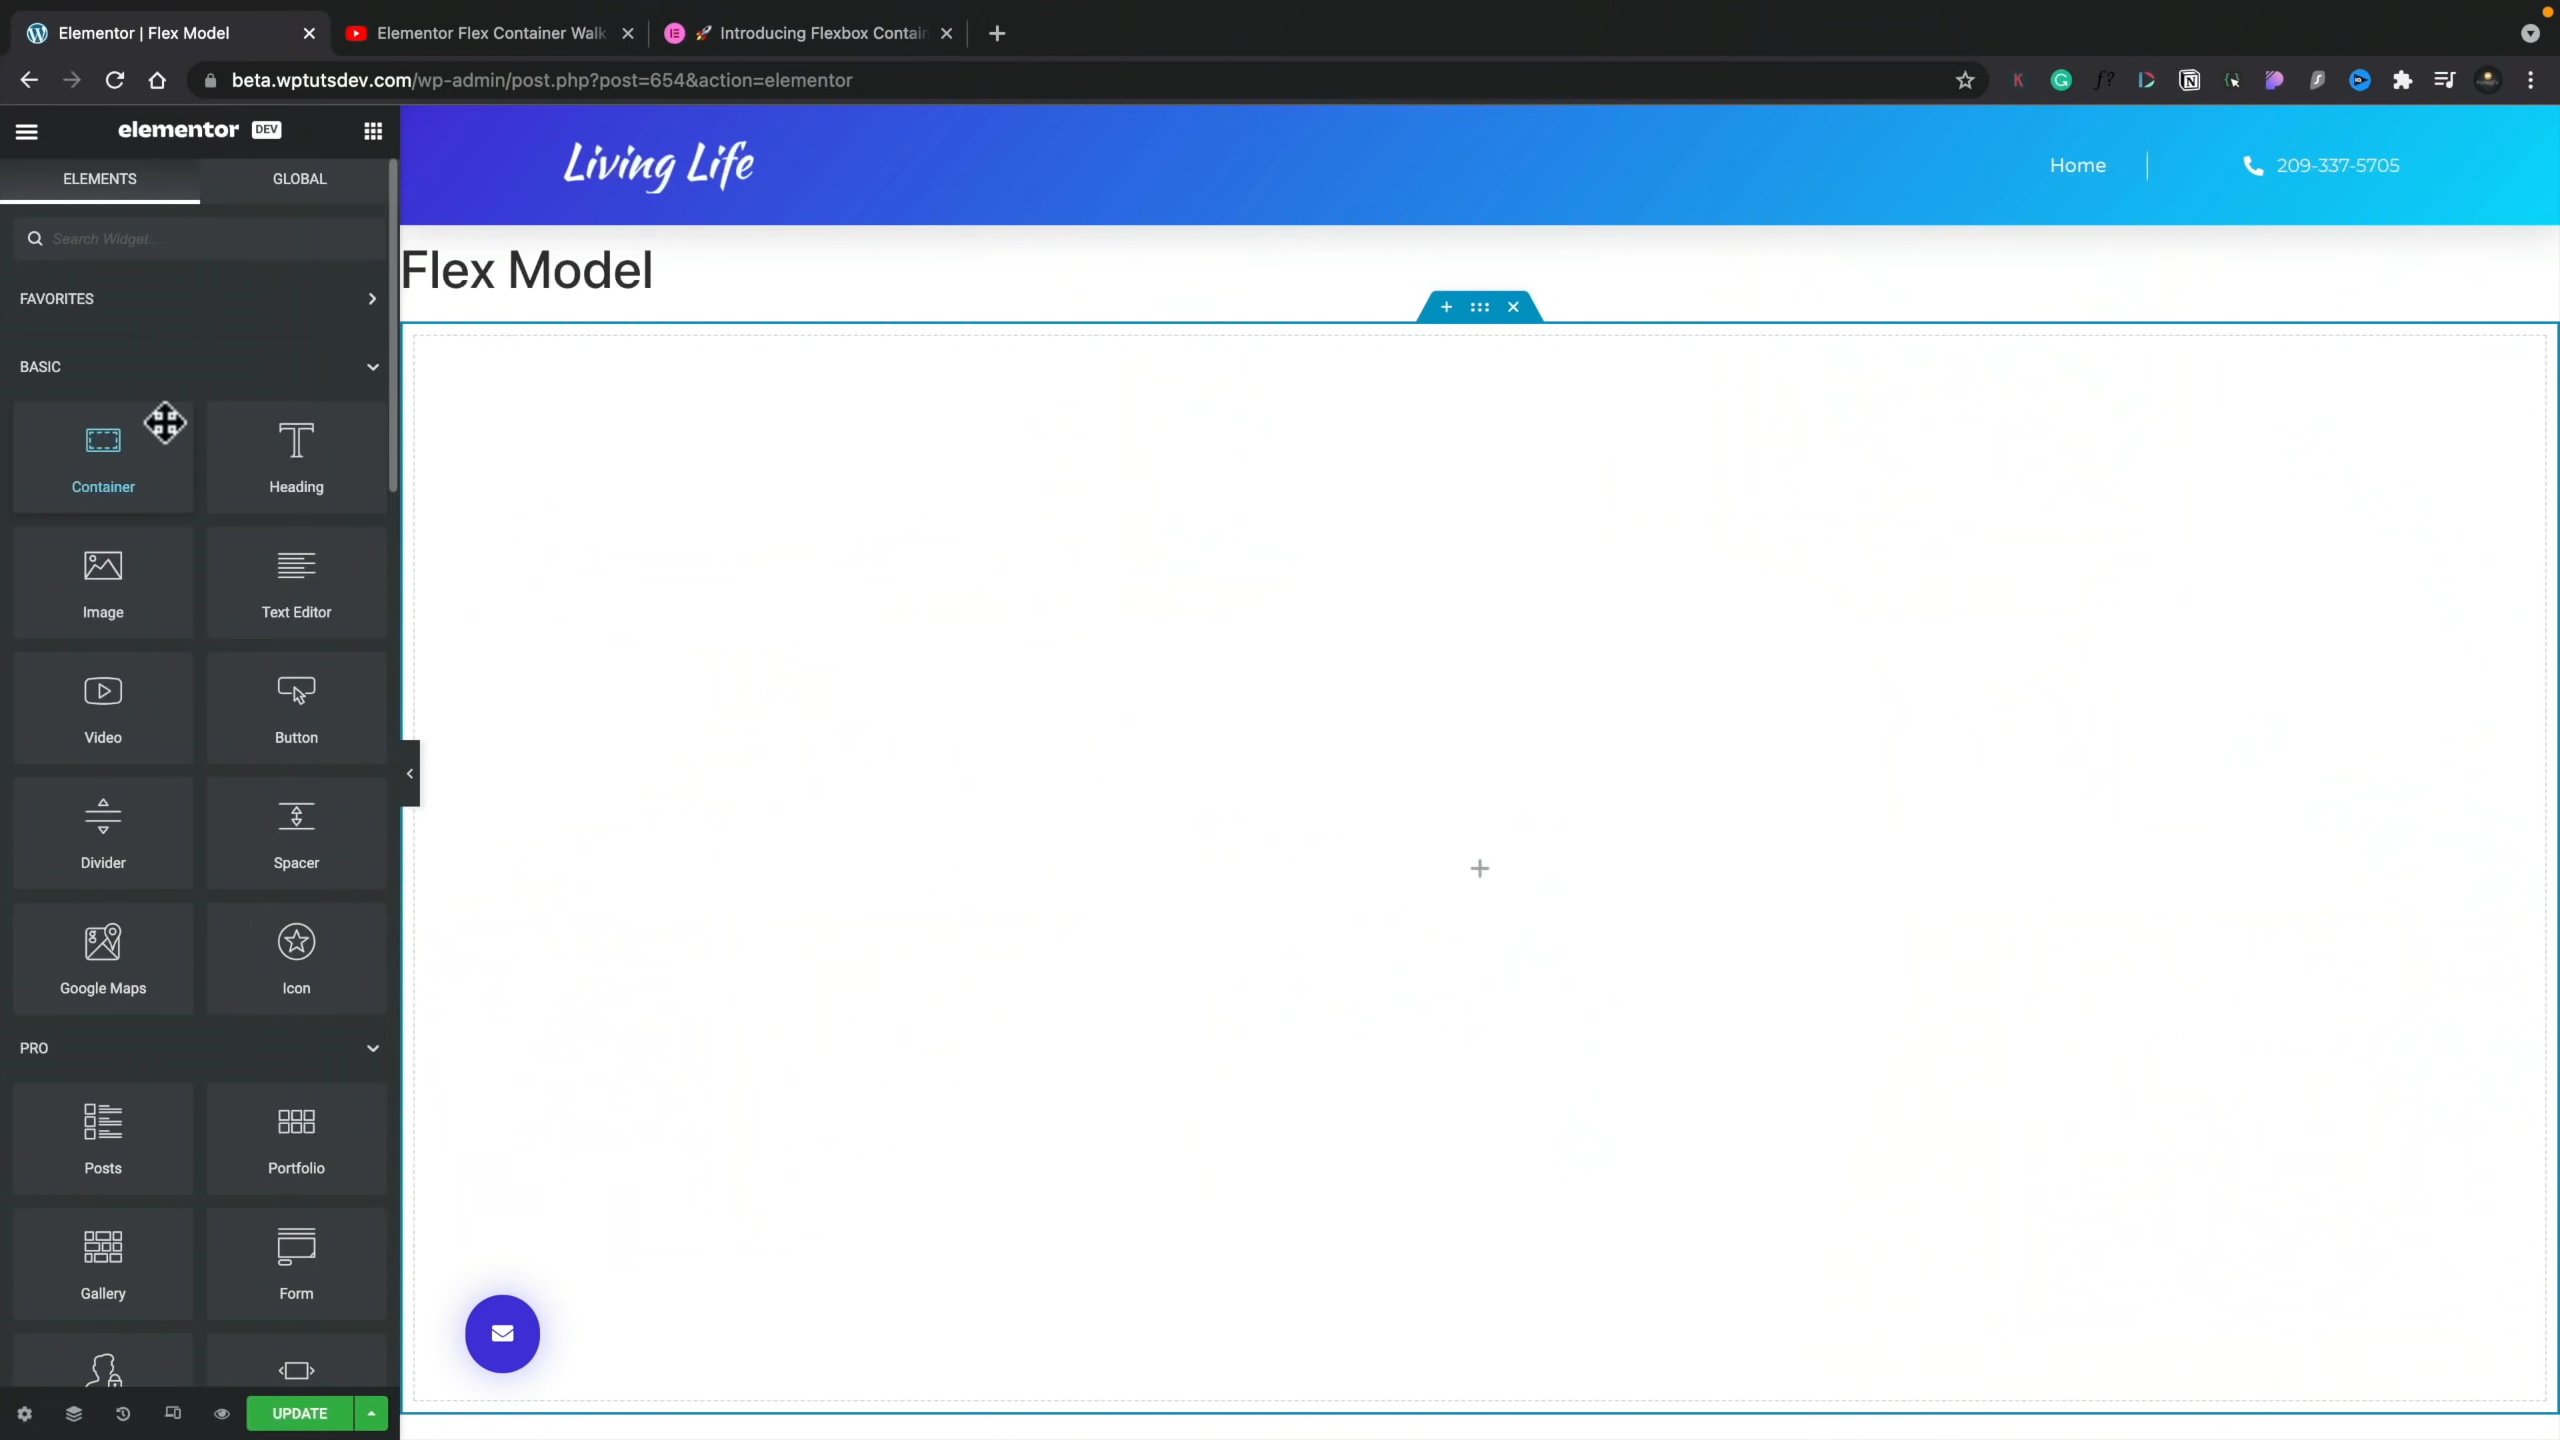 Elementor | Flex Model
Elementor Flex Container Walk
🚀 Introducing Flexbox Contain
beta.wptutsdev.com/wp-admin/post.php?post=654&action=elementor
elementor DEV
ELEMENTS
GLOBAL
Search Widget...
FAVORITES
BASIC
Container
Heading
Image
Text Editor
Video
Button
Divider
Spacer
Google Maps
Icon
PRO
Posts
Portfolio
Gallery
Form
UPDATE
Living Life
Home
209-337-5705
Flex Model